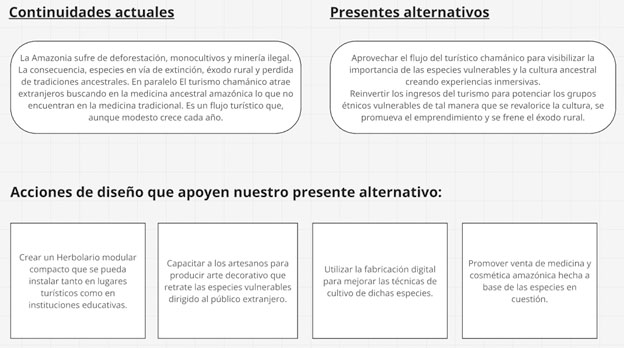 Continuidades actuales
Presentes alternativos
La Amazonia sufre de deforestación, monocultivos y minería ilegal.
La consecuencia, especies en vía de extinción, éxodo rural y perdida
de tradiciones ancestrales. En paralelo El turismo chamánico atrae
extranjeros buscando en la medicina ancestral amazónica lo que no
encuentran en la medicina tradicional. Es un flujo turístico que,
aunque modesto crece cada año.
Aprovechar el flujo del turístico chamánico para visibilizar la
importancia de las especies vulnerables y la cultura ancestral
creando experiencias inmersivas.
Reinvertir los ingresos del turismo para potenciar los grupos
étnicos vulnerables de tal manera que se revalorice la cultura, se
promueva el emprendimiento y se frene el éxodo rural.
Acciones de diseño que apoyen nuestro presente alternativo:
Crear un Herbolario modular
compacto que se pueda
instalar tanto en lugares
turísticos como en
instituciones educativas.
Capacitar a los artesanos para
producir arte decorativo que
retrate las especies vulnerables
dirigido al público extranjero.
Utilizar la fabricación digital
para mejorar las técnicas de
cultivo de dichas especies.
Promover venta de medicina y
cosmética amazónica hecha a
base de las especies en
cuestión.